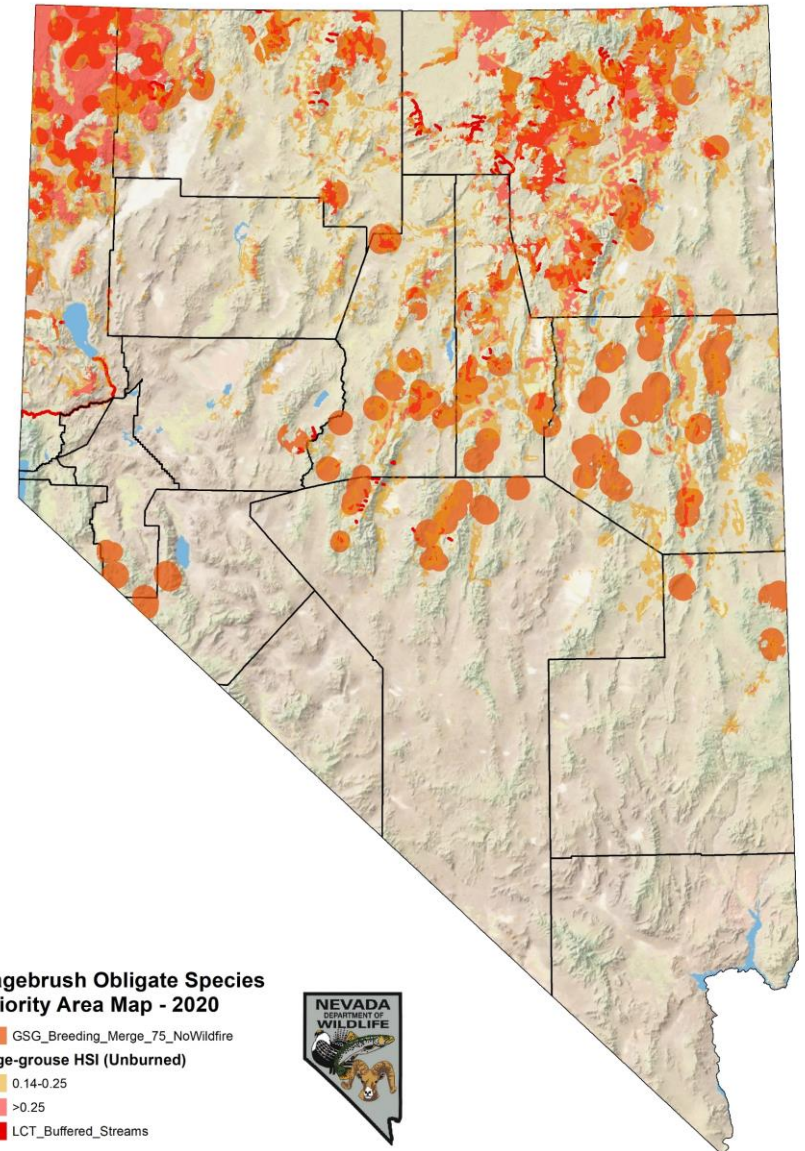 agebrush Obligate Species
iority Area Map - 2020
GSG_Breeding_Merge_75_NoWildfire
ge-grouse HSI (Unburned)
0.14-0.25
>0.25
LCT_Buffered_Streams
NEVADA
DEPARTMENT OF
WILDLIFE